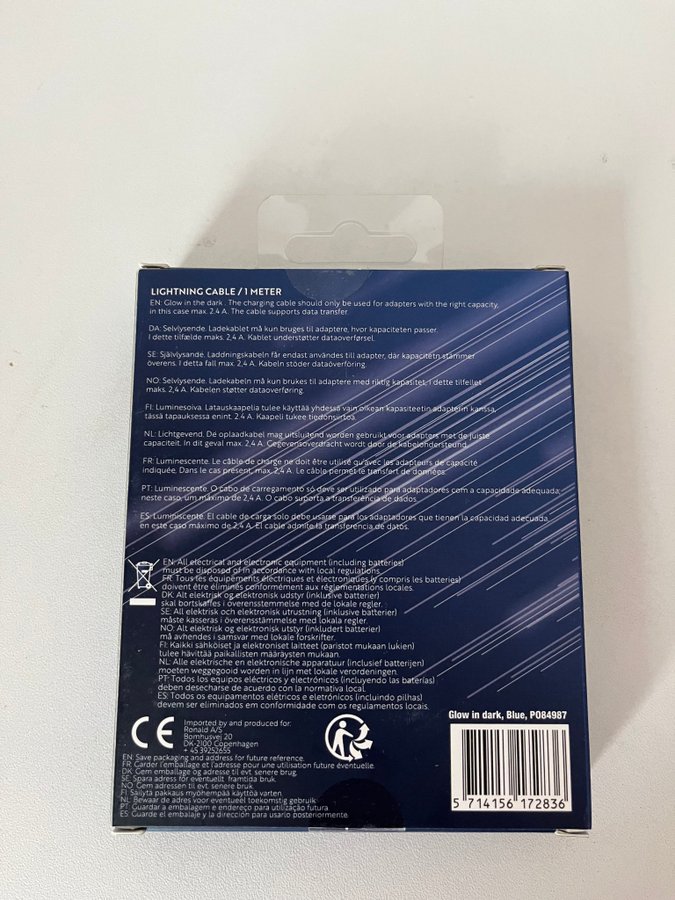 LIGHTNING CABLE / 1 METER
EN: Glow in the dark . The charging cable should only be used for adapters with the right capacity,
in this case max. 2.4 A. The cable supports data transfer.
DA: Selvlysende. Ladekablet må kun bruges til adaptere, hvor kapaciteten passer.
I dette tilfælde maks. 2,4 A. Kablet understøtter dataoverførsel.
SE: Självlysande. Laddningskabeln får endast användes till adapter, där kapacitetn stämmer
överens. I detta fall max. 2,4 A. Kabeln stöder dataöverföring.
NO: Selvlysende. Ladekabeln må kun brukes til adaptere med riktig kapasitet, I dette tilfellet
maks. 2,4 A. Kabelen støtter dataoverføring.
FI: Luminesoiva. Latauskaapelia tulee käyttää yhdessä vain oikean kapasiteetin adapterin kanssa,
tässä tapauksessa enint. 2,4 A. Kaapeli tukee tiedonsiirtoa.
NL: Lichtgevend. De oplaadkabel mag uitsluitend worden gebruikt voor adapters met de juiste
capaciteit. In dit geval max. 2,4 A. Gegevensoverdracht wordt door de kabelondersteund.
FR: Luminescente. Le câble de charge ne doit être utilisé qu'avec les adapteurs de capacité
indiquée, Dans le cas présent, max. 2,4 A. Le câble permet le transfert de données.
PT: Luminescente. O cabo de carregamento só deve ser utilizado para adaptadores com a capacidade adequada;
neste caso, um máximo de 2,4 A. O cabo suporta a transferência de dados.
ES: Luminiscente. El cable de carga solo debe usarse para los adaptadores que tienen la capacidad adecuada,
en este caso máximo de 2,4 A. El cable admite la transferencia de datos.
EN: All electrical and electronic equipment (including batteries)
must be disposed of in accordance with local regulations.
FR: Tous les équipements électriques et électroniques (y compris les batteries)
doivent être éliminés conformément aux réglementations locales.
DK: Alt elektrisk og elektronisk udstyr (inklusive batterier)
skal bortskaffes i overensstemmelse med de lokale regler.
SE: All elektrisk och elektronisk utrustning (inklusive batterier)
måste kasseras i överensstämmelse med lokala regler.
NO: Alt elektrisk og elektronisk utstyr (inkludert batterier)
må avhendes i samsvar med lokale forskrifter.
FI: Kaikki sähköiset ja elektroniset laitteet (paristot mukaan lukien)
tulee hävittää paikallisten määräysten mukaan.
NL: Alle elektrische en elektronische apparatuur (inclusief batterijen)
moeten weggegooid worden in lijn met lokale verordeningen.
PT: Todos los equipos eléctricos y electrónicos (incluyendo las baterías)
deben desecharse de acuerdo con la normativa local.
ES: Todos os equipamentos elétricos e eletrónicos (incluindo pilhas)
devem ser eliminados em conformidade com os regulamentos locais.
CE
Imported by and produced for:
Ronald A/S
Bornhusvej 20
DK-2100 Copenhagen
+ 45 39252655
EN: Save packaging and address for future reference.
FR: Garder l'emballage et l'adresse pour une utilisation future éventuelle.
DK: Gem emballage og adresse til evt. senere brug.
SE: Spara adress för eventuellt framtida bruk.
NO: Gem adressen til evt. senere bruk.
FI: Säilytä pakkaus myöhempää käyttöä varten.
NL: Bewaar de adres voor eventueel toekomstig gebruik.
PT: Guardar a embalagem e endereço para utilização futura.
ES: Guarde el embalaje y la dirección para usarlo posteriormente.
Glow in dark, Blue, PO84987
5 714156 172836